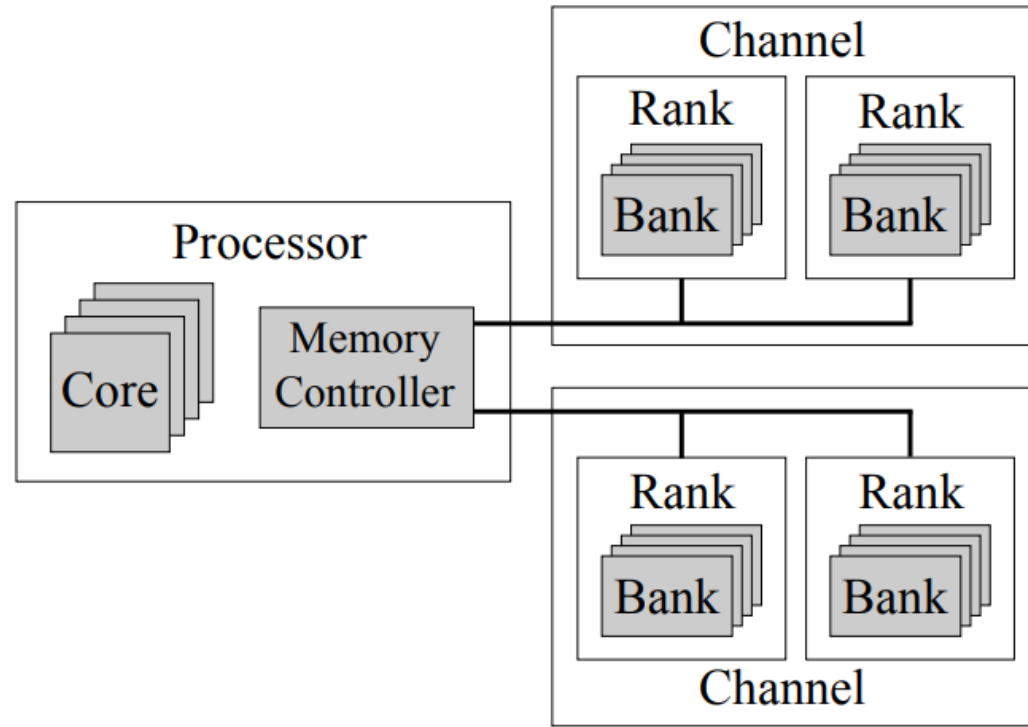 Channel
Rank
Rank
Bank
Bank
Processor
Core
Memory
Controller
Rank
Rank
Bank
Bank
Channel